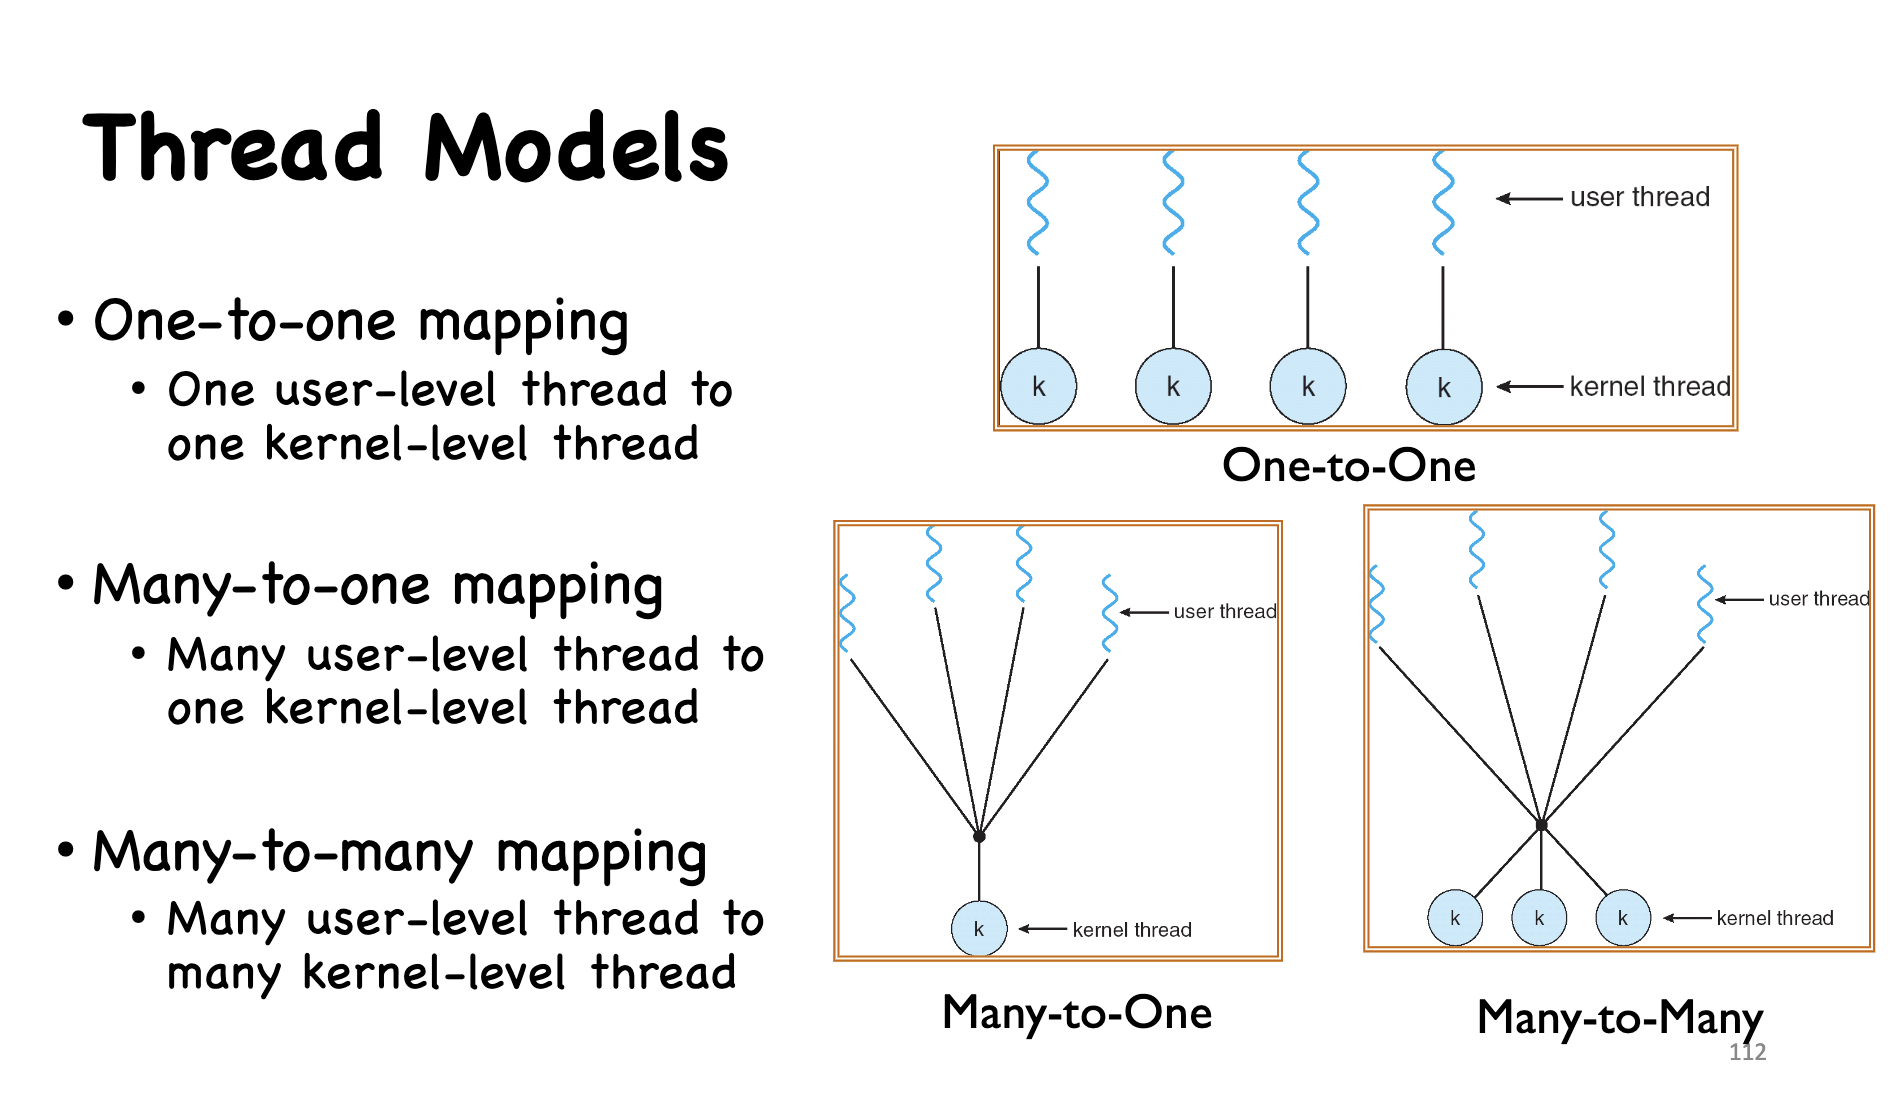 Thread Models
• One-to-one mapping
• One user-level thread to
one kernel-level thread
• Many-to-one mapping
• Many user-level thread to
one kernel-level thread
• Many-to-many mapping
• Many user-level thread to
many kernel-level thread
user thread
k k k k kernel thread
One-to-One
user thread
k kernel thread
Many-to-One
user thread
k k k kernel thread
Many-to-Many
112